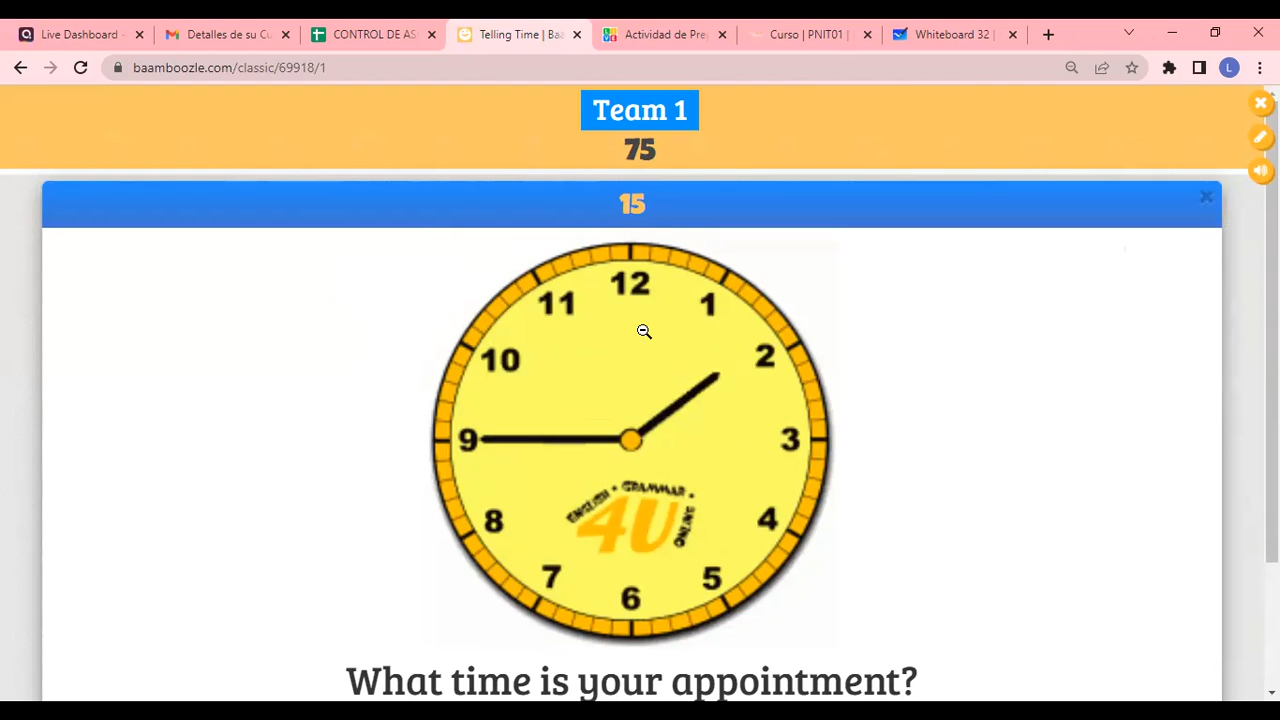 Live Dashboard
Detalles de su Cu
CONTROL DE AS
Telling Time | Baa
Actividad de Pre
Curso | PNIT01 |
Whiteboard 32 |
L
baamboozle.com/classic/69918/1
Team 1
75
15
12
11
1
10
2
9
3
8
4
7
5
6
ENGLISH • GRAMMAR • ONLINE
4U
What time is your appointment?